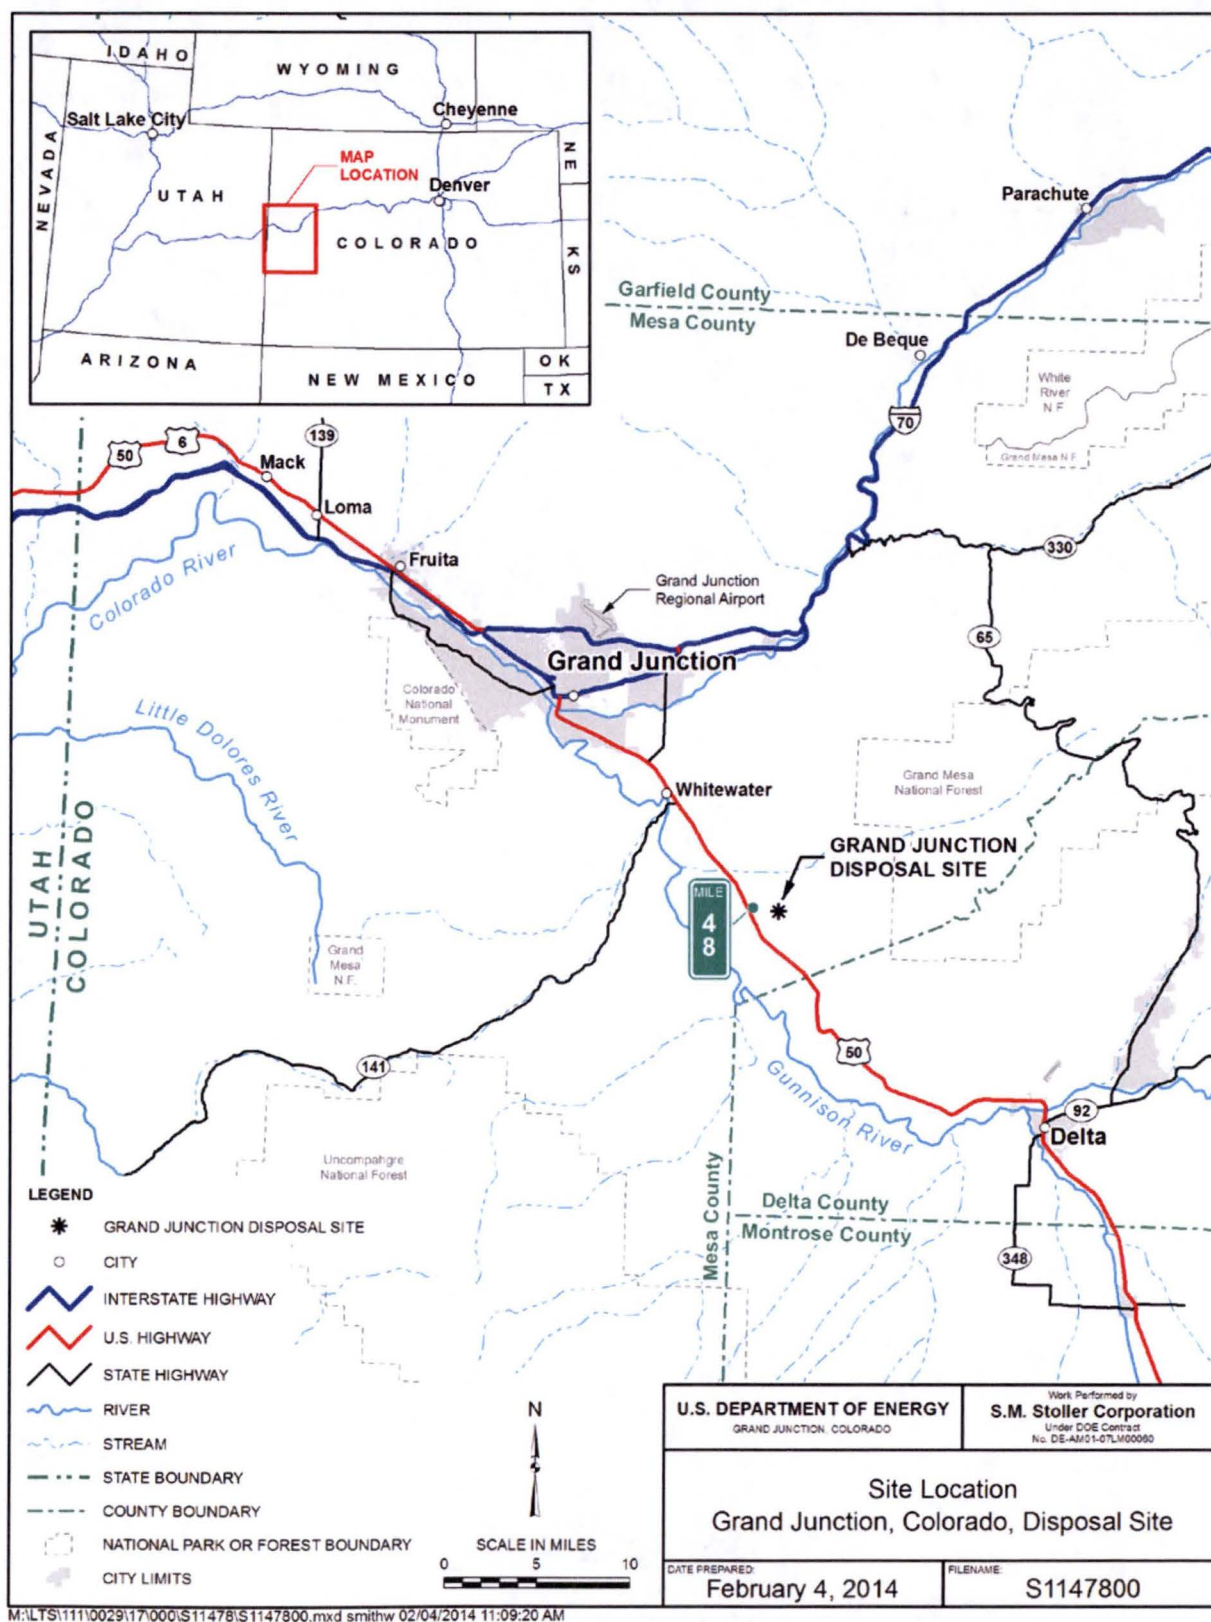 IDAHO
WYOMING
Cheyenne
Salt Lake City
NEVADA
NE
MAP
LOCATION
UTAH
Denver
COLORADO
KS
ARIZONA
NEW MEXICO
OK
TX
Parachute
Garfield County
Mesa County
De Beque
White
River
N.F.
70
Grand Mesa N.F.
50
6
139
Mack
Loma
Fruita
330
Colorado River
Grand Junction
Regional Airport
65
Grand Junction
Colorado
National
Monument
Little Dolores River
Grand Mesa
National Forest
Whitewater
UTAH
COLORADO
GRAND JUNCTION
DISPOSAL SITE
MILE
4
8
Grand
Mesa
N.F.
50
141
Gunnison River
92
Delta
Uncompahgre
National Forest
Mesa County
Delta County
Montrose County
348
LEGEND
GRAND JUNCTION DISPOSAL SITE
CITY
INTERSTATE HIGHWAY
U.S. HIGHWAY
STATE HIGHWAY
RIVER
STREAM
STATE BOUNDARY
COUNTY BOUNDARY
NATIONAL PARK OR FOREST BOUNDARY
CITY LIMITS
N
SCALE IN MILES
0 5 10
U.S. DEPARTMENT OF ENERGY
GRAND JUNCTION, COLORADO
Work Performed by
S.M. Stoller Corporation
Under DOE Contract
No. DE-AM01-07LM00060
Site Location
Grand Junction, Colorado, Disposal Site
DATE PREPARED:
February 4, 2014
FILENAME:
S1147800
M:\LTS\111\0029\17\000\S11478\S1147800.mxd smithw 02/04/2014 11:09:20 AM